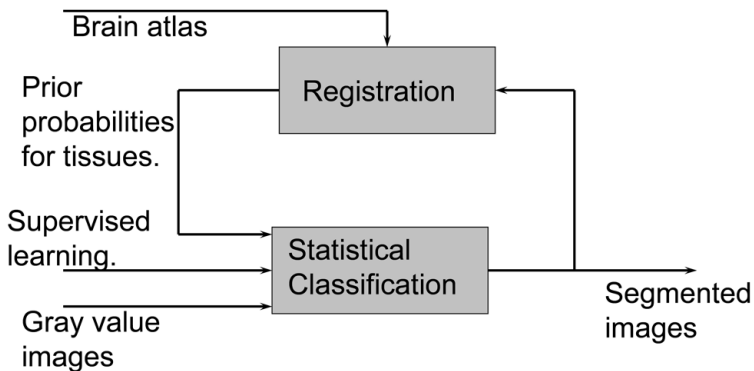 Brain atlas
Registration
Prior
probabilities
for tissues.
Supervised
learning.
Statistical
Classification
Gray value
images
Segmented
images